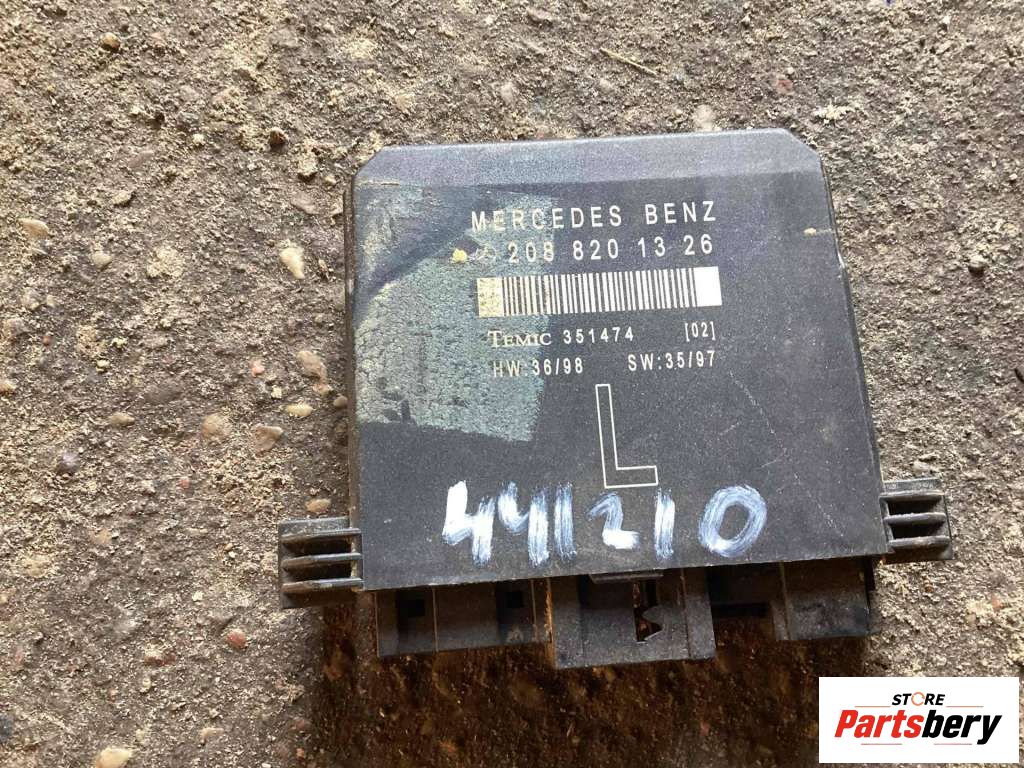 MERCEDES BENZ
208 820 13 26
TEMIC 351474 [02]
HW:36/98 SW:35/97
L
441210
STORE
Partsbery